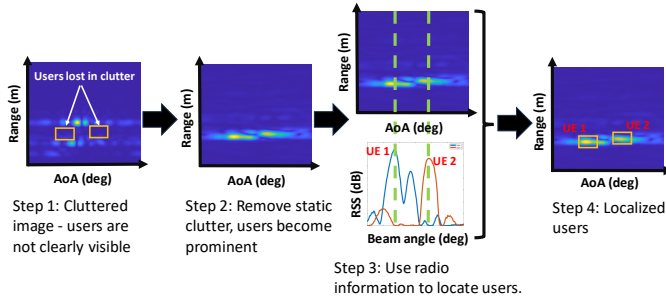 Range (m)
Users lost in clutter
AoA (deg)
Step 1: Cluttered
image - users are
not clearly visible
Range (m)
AoA (deg)
Step 2: Remove static
clutter, users become
prominent
Range (m)
AoA (deg)
RSS (dB)
UE 1
UE 2
Beam angle (deg)
Step 3: Use radio
information to locate users.
Range (m)
UE 1
UE 2
AoA (deg)
Step 4: Localized
users